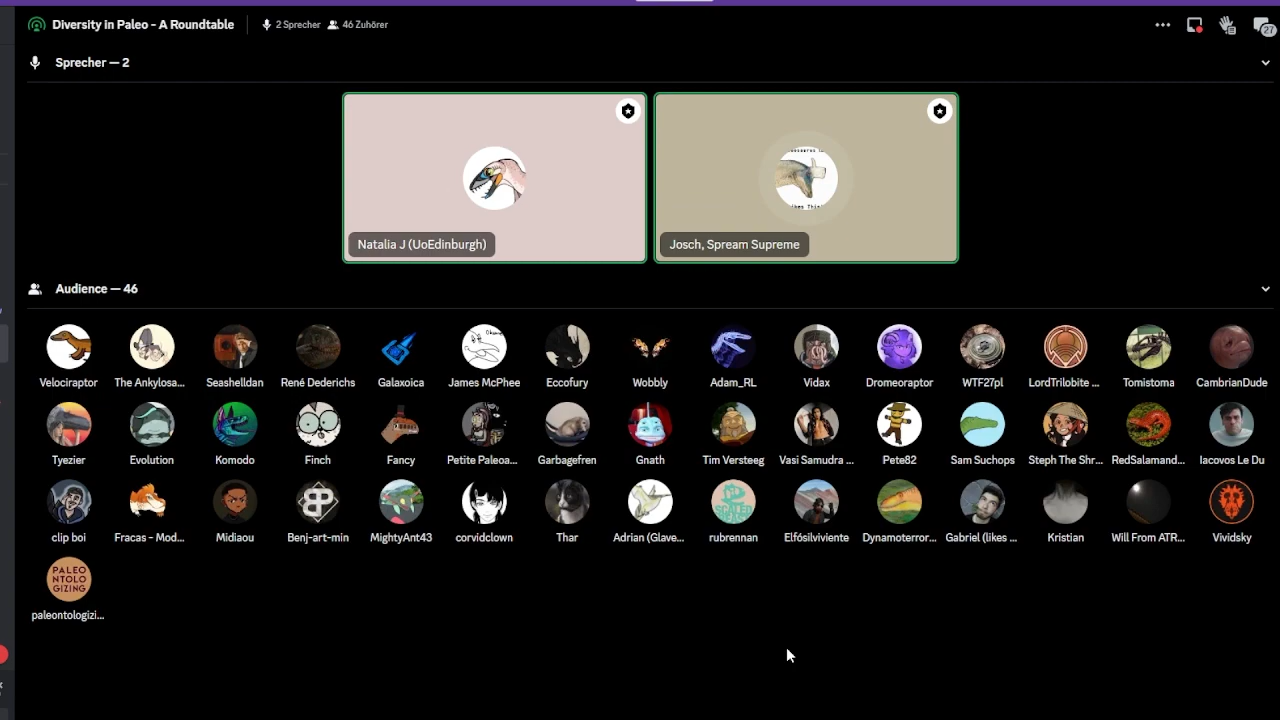 Diversity in Paleo - A Roundtable 2 Sprecher 46 Zuhörer 27
Sprecher — 2
Natalia J (UoEdinburgh) Josch, Spream Supreme
Audience — 46
Velociraptor The Ankylosa... Seashelldan René Dederichs Galaxoica James McPhee Eccofury Wobbly Adam_RL Vidax Dromeoraptor WTF27pl LordTrilobite ... Tomistoma CambrianDude
Tyezier Evolution Komodo Finch Fancy Petite Paleoa... Garbagefren Gnath Tim Versteeg Vasi Samudra ... Pete82 Sam Suchops Steph The Shr... RedSalamand... Iacovos Le Du
clip boi Fracas - Mod... Midiaou Benj-art-min MightyAnt43 corvidclown Thar Adrian (Glave... rubrennan Elfósilviviente Dynamoterror... Gabriel (likes ... Kristian Will From ATR... Vividsky
PALEO
NTOLO
GIZING
paleontologizi...